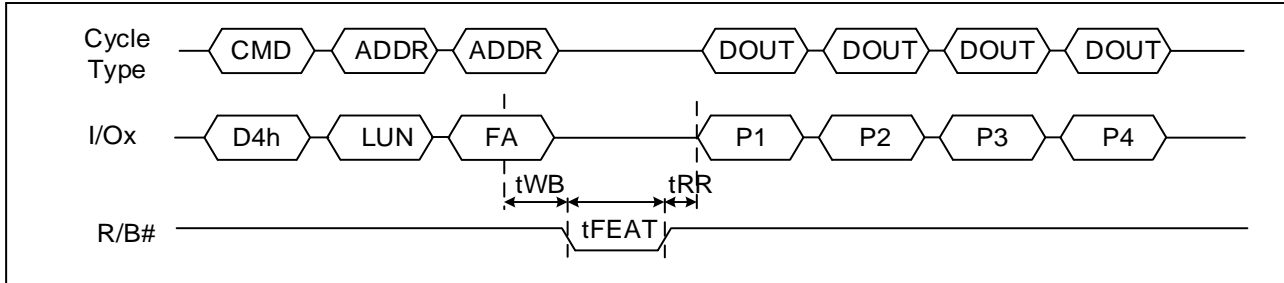 Cycle Type CMD ADDR ADDR DOUT DOUT DOUT DOUT
I/Ox D4h LUN FA P1 P2 P3 P4
tWB tRR
R/B# tFEAT